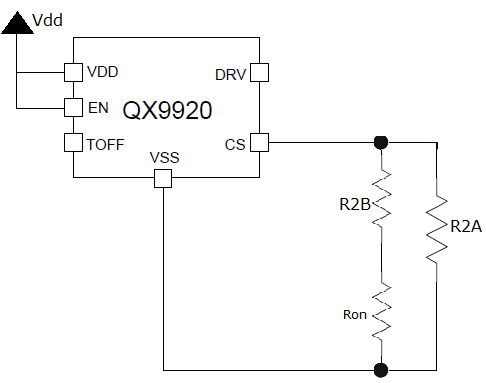 Vdd
VDD
DRV
EN
QX9920
TOFF
VSS
CS
R2B
R2A
Ron